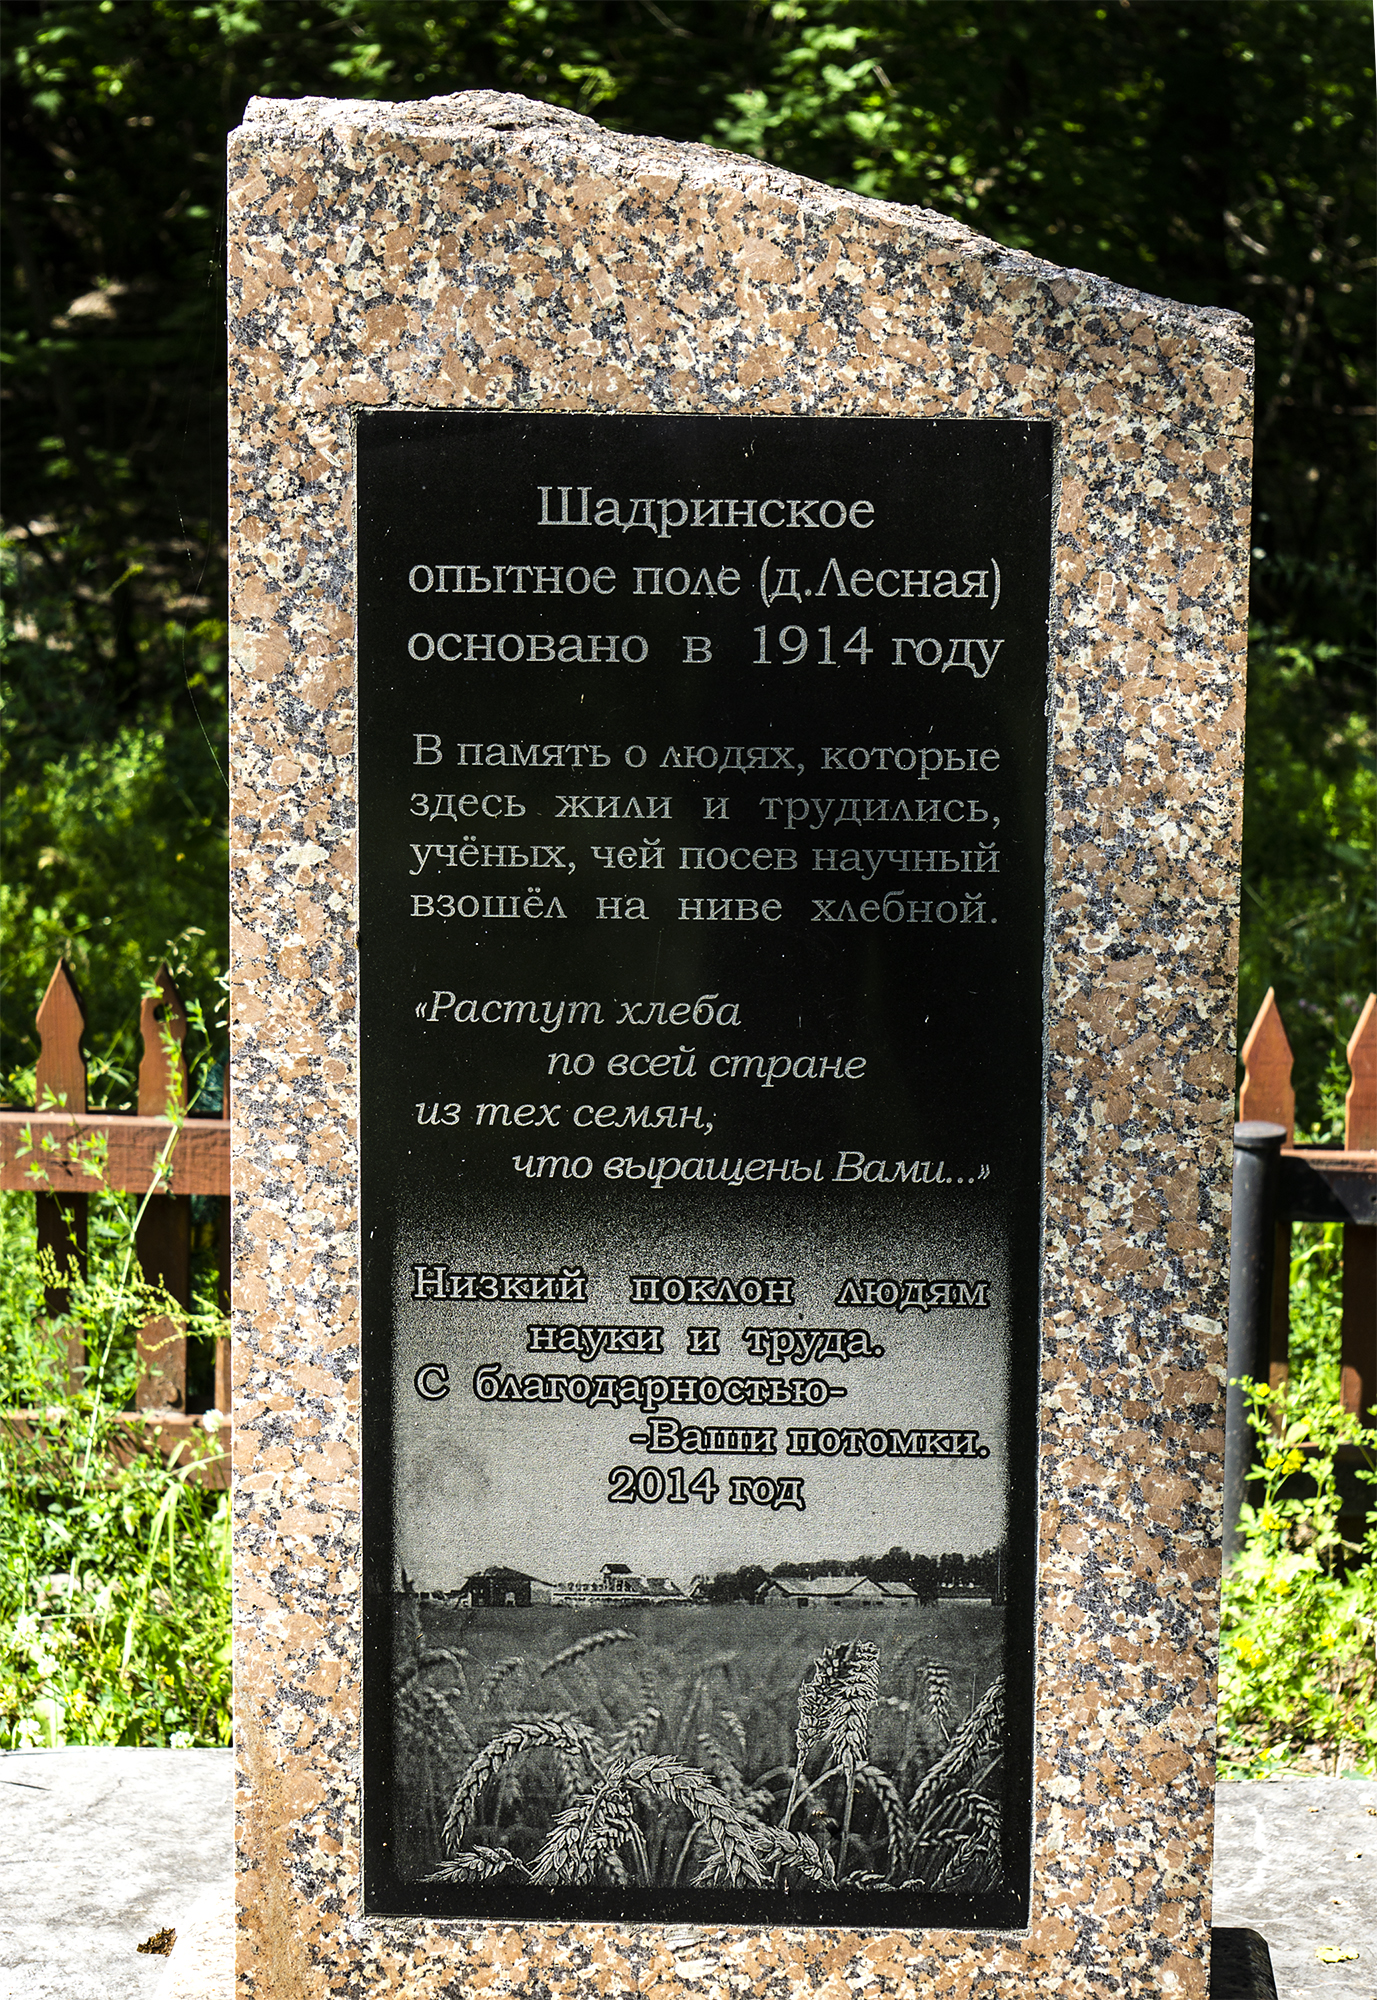 Шадринское
опытное поле (д.Лесная)
основано в 1914 году
В память о людях, которые
здесь жили и трудились,
учёных, чей посев научный
взошёл на ниве хлебной.
«Растут хлеба
по всей стране
из тех семян,
что выращены Вами...»
Низкий поклон людям
науки и труда.
С благодарностью-
-Ваши потомки.
2014 год